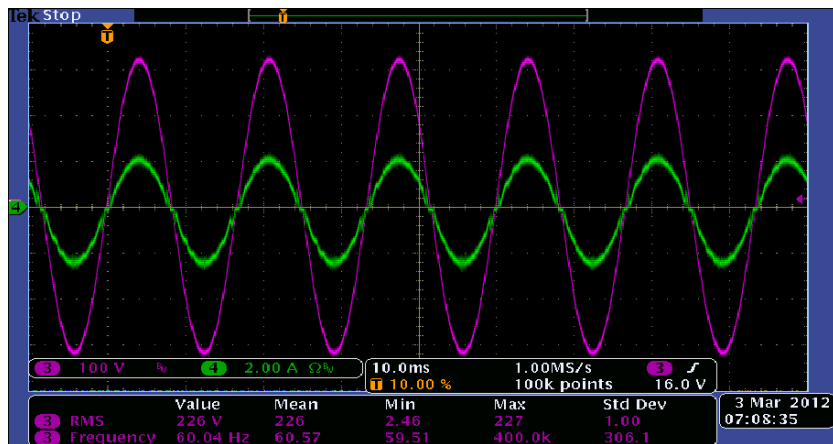 Tek Stop
T
T
4
3 100 V 4 2.00 A Ω
10.0ms 1.00MS/s 3
T 10.00 % 100k points 16.0 V
Value Mean Min Max Std Dev
3 RMS 226 V 226 2.46 227 1.00
3 Frequency 60.04 Hz 60.57 59.51 400.0k 306.1
3 Mar 2012
07:08:35